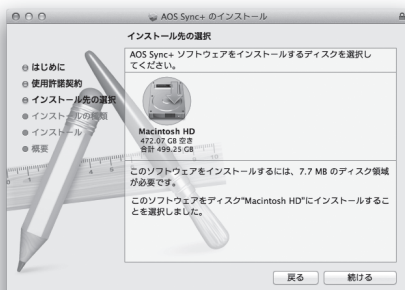 AOS Sync+ のインストール
インストール先の選択
はじめに
使用許諾契約
インストール先の選択
インストールの種類
インストール
概要
AOS Sync+ ソフトウェアをインストールするディスクを選択し
てください。
Macintosh HD
472.07 GB 空き
合計 499.25 GB
このソフトウェアをインストールするには、7.7 MB のディスク領域
が必要です。
このソフトウェアをディスク"Macintosh HD"にインストールするこ
とを選択しました。
戻る
続ける